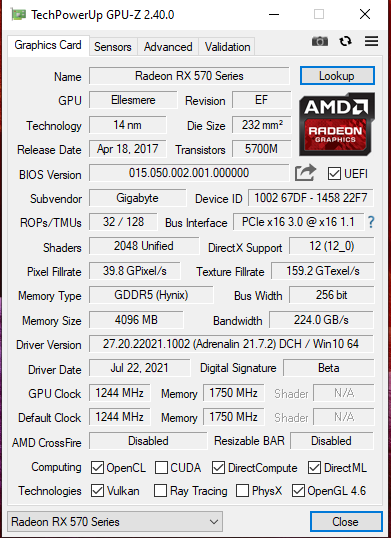 TechPowerUp GPU-Z 2.40.0
Graphics Card Sensors Advanced Validation
Name Radeon RX 570 Series Lookup
GPU Ellesmere Revision EF
AMD
RADEON
GRAPHICS
Technology 14 nm Die Size 232 mm²
Release Date Apr 18, 2017 Transistors 5700M
BIOS Version 015.050.002.001.000000 UEFI
Subvendor Gigabyte Device ID 1002 67DF - 1458 22F7
ROPs/TMUs 32 / 128 Bus Interface PCIe x16 3.0 @ x16 1.1 ?
Shaders 2048 Unified DirectX Support 12 (12_0)
Pixel Fillrate 39.8 GPixel/s Texture Fillrate 159.2 GTexel/s
Memory Type GDDR5 (Hynix) Bus Width 256 bit
Memory Size 4096 MB Bandwidth 224.0 GB/s
Driver Version 27.20.22021.1002 (Adrenalin 21.7.2) DCH / Win10 64
Driver Date Jul 22, 2021 Digital Signature Beta
GPU Clock 1244 MHz Memory 1750 MHz Shader N/A
Default Clock 1244 MHz Memory 1750 MHz Shader N/A
AMD CrossFire Disabled Resizable BAR Disabled
Computing OpenCL CUDA DirectCompute DirectML
Technologies Vulkan Ray Tracing PhysX OpenGL 4.6
Radeon RX 570 Series Close